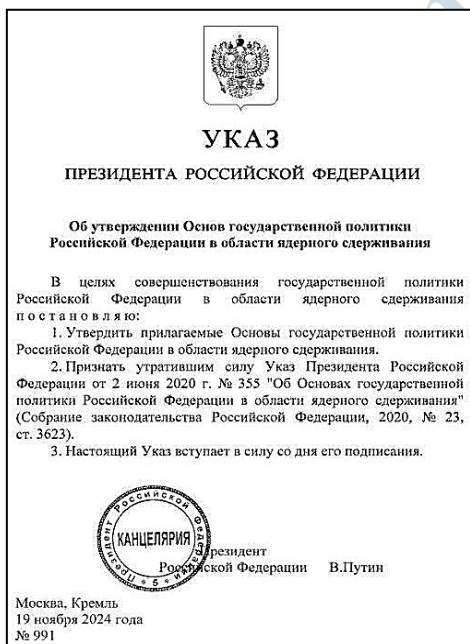 УКАЗ
ПРЕЗИДЕНТА РОССИЙСКОЙ ФЕДЕРАЦИИ
Об утверждении Основ государственной политики
Российской Федерации в области ядерного сдерживания
В целях совершенствования государственной политики
Российской Федерации в области ядерного сдерживания
постановляю:
1. Утвердить прилагаемые Основы государственной политики
Российской Федерации в области ядерного сдерживания.
2. Признать утратившим силу Указ Президента Российской
Федерации от 2 июня 2020 г. № 355 "Об Основах государственной
политики Российской Федерации в области ядерного сдерживания"
(Собрание законодательства Российской Федерации, 2020, № 23,
ст. 3623).
3. Настоящий Указ вступает в силу со дня его подписания.
Президент Российской Федерации
КАНЦЕЛЯРИЯ
* 5 *
Президент
Российской Федерации В.Путин
Москва, Кремль
19 ноября 2024 года
№ 991